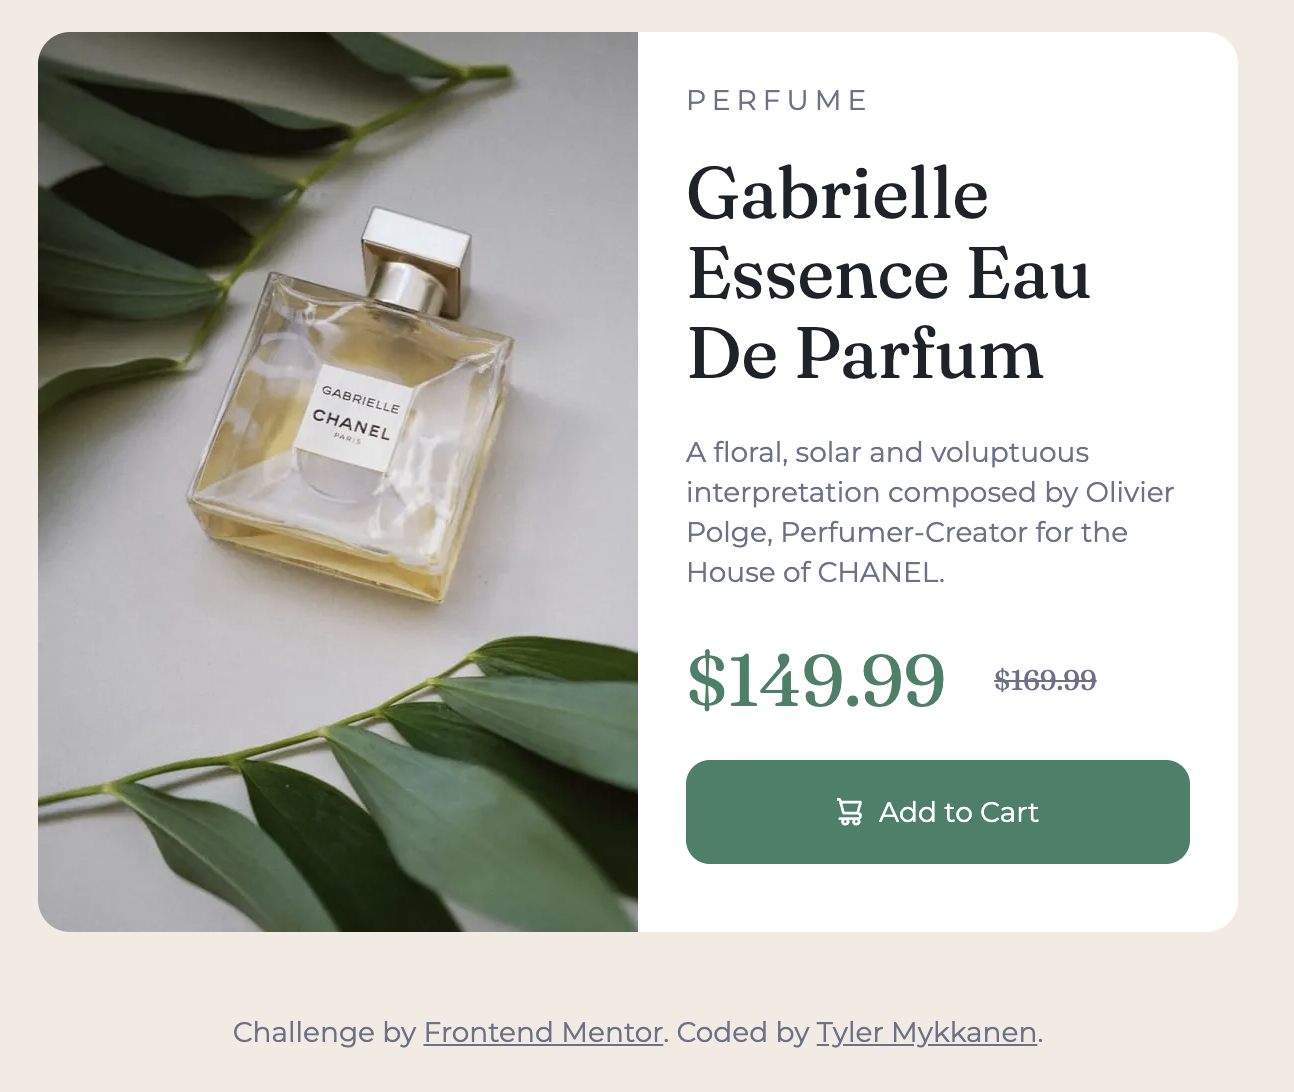 GABRIELLE
CHANEL
PARIS
PERFUME
Gabrielle
Essence Eau
De Parfum
A floral, solar and voluptuous
interpretation composed by Olivier
Polge, Perfumer-Creator for the
House of CHANEL.
$149.99 $169.99
Add to Cart
Challenge by Frontend Mentor. Coded by Tyler Mykkanen.